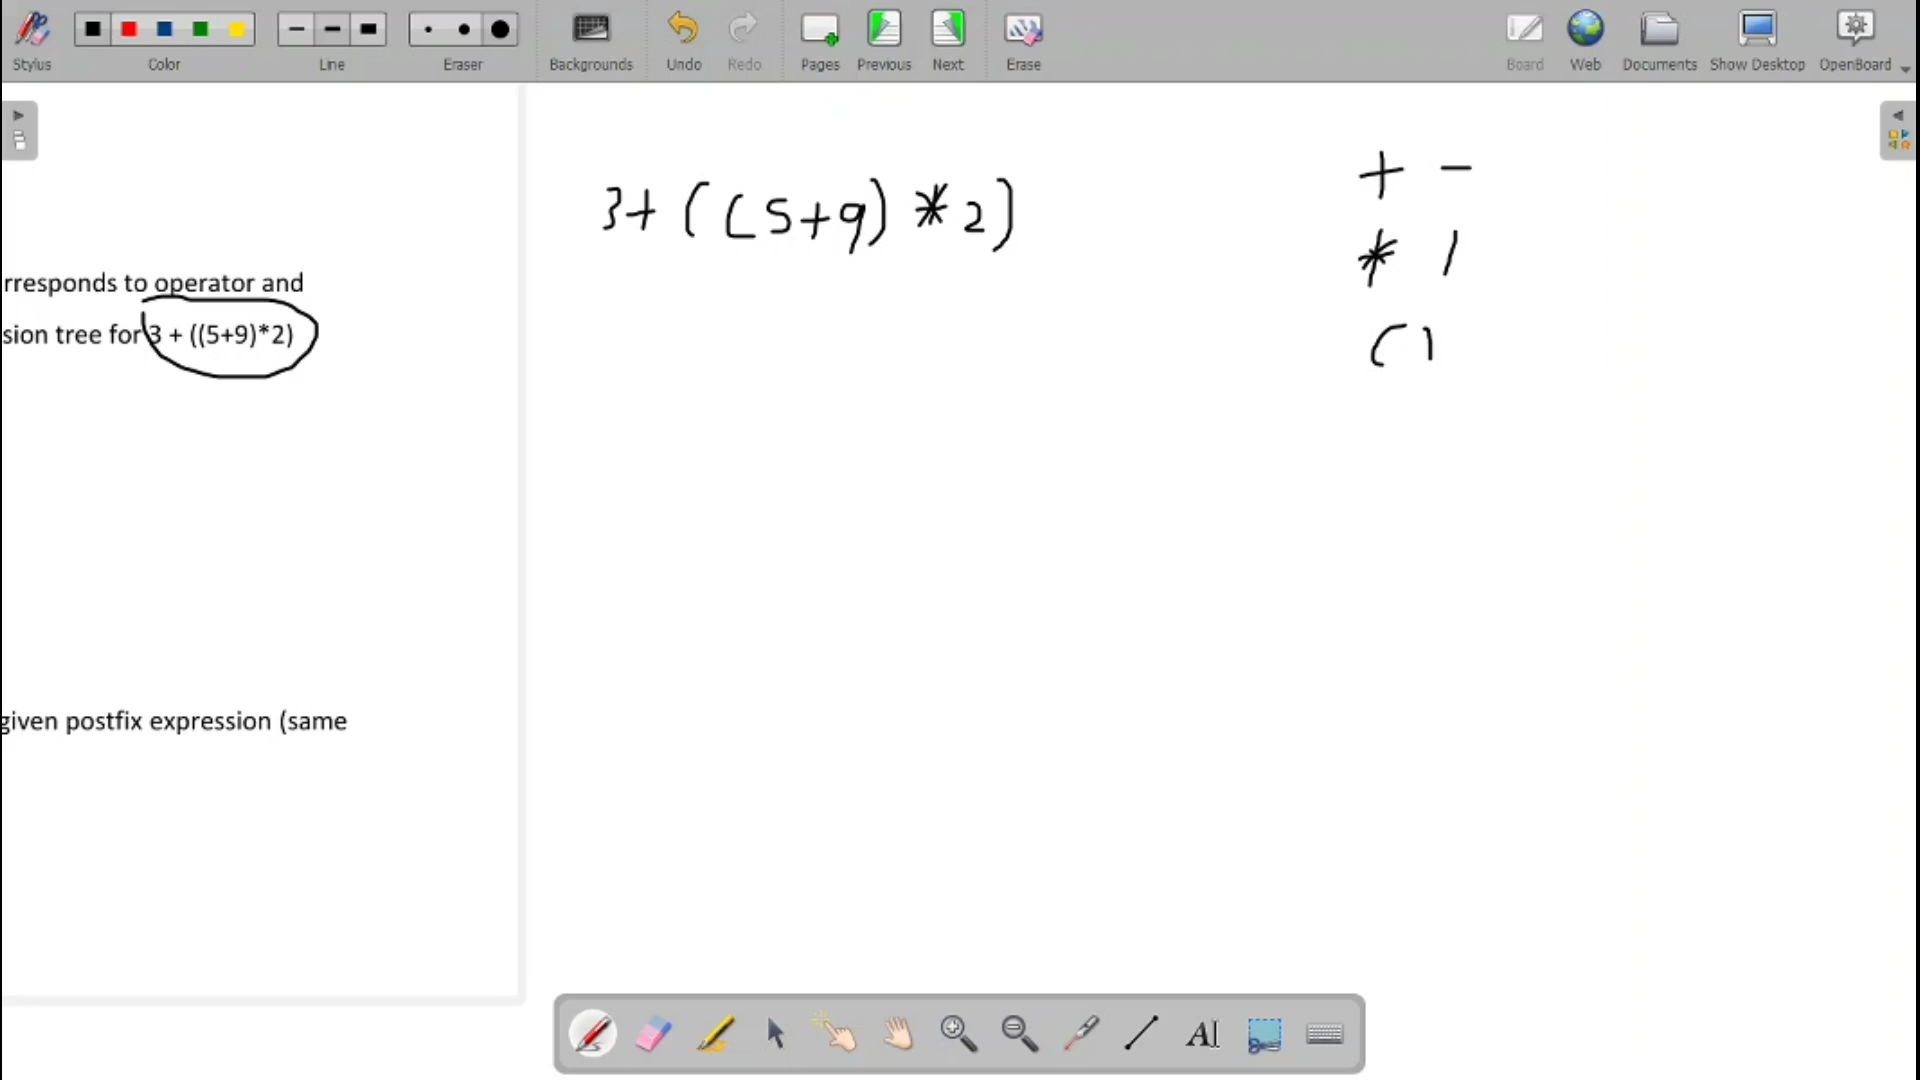 Stylus Color Line Eraser Backgrounds Undo Redo Pages Previous Next Erase Board Web Documents Show Desktop OpenBoard
3+((5+9)*2)
+ -
* /
( )
rresponds to operator and
sion tree for 3 + ((5+9)*2)
given postfix expression (same
AI